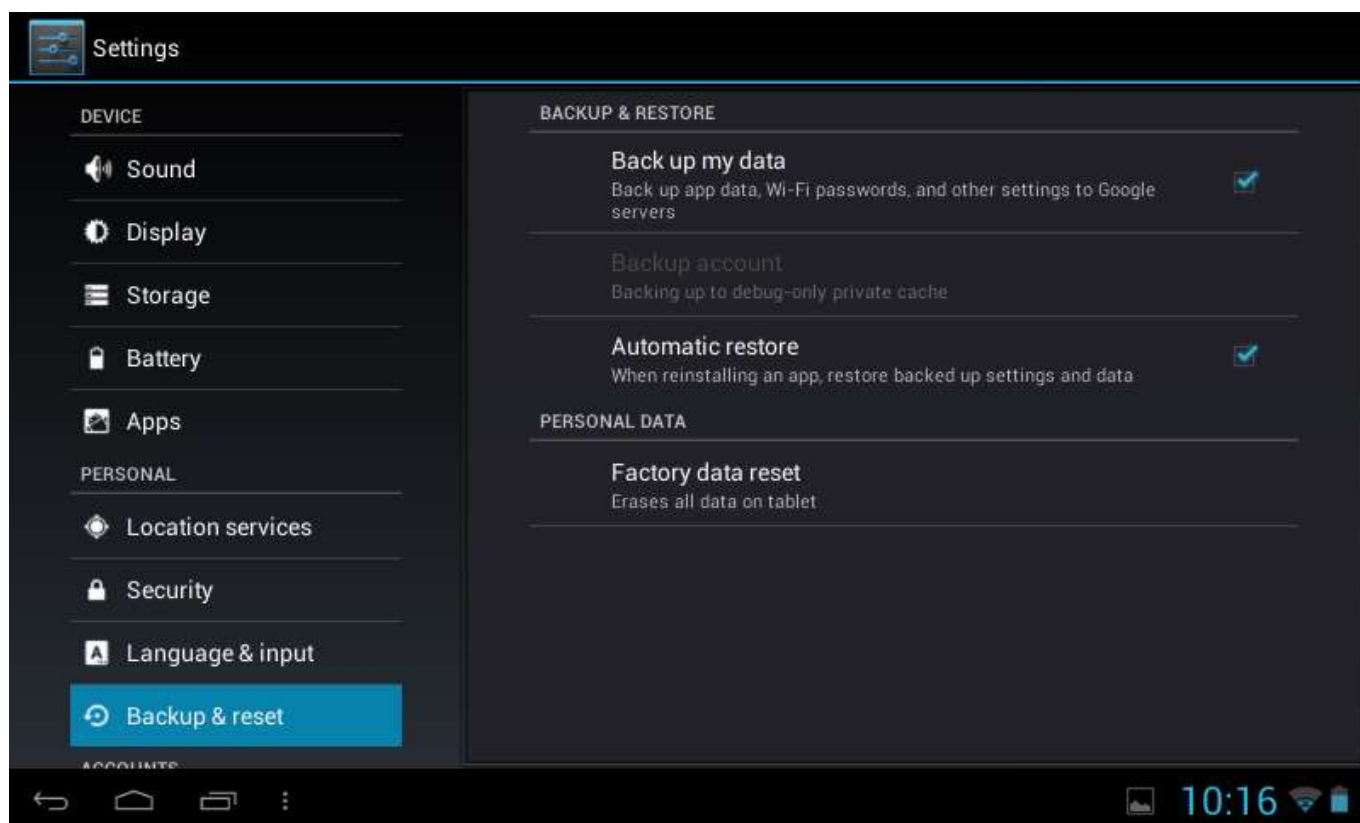 Settings
DEVICE
Sound
Display
Storage
Battery
Apps
PERSONAL
Location services
Security
Language & input
Backup & reset
ACCOUNTS
BACKUP & RESTORE
Back up my data
Back up app data, Wi-Fi passwords, and other settings to Google
servers
Backup account
Backing up to debug-only private cache
Automatic restore
When reinstalling an app, restore backed up settings and data
PERSONAL DATA
Factory data reset
Erases all data on tablet
10:16